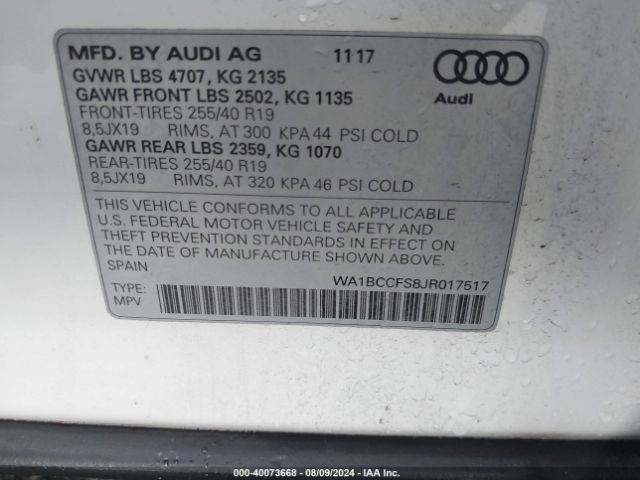 MFD. BY AUDI AG 11 17
GVWR LBS 4707, KG 2135
GAWR FRONT LBS 2502, KG 1135
FRONT-TIRES 255/40 R19
8,5JX19 RIMS, AT 300 KPA 44 PSI COLD
GAWR REAR LBS 2359, KG 1070
REAR-TIRES 255/40 R19
8,5JX19 RIMS, AT 320 KPA 46 PSI COLD
Audi
THIS VEHICLE CONFORMS TO ALL APPLICABLE
U.S. FEDERAL MOTOR VEHICLE SAFETY AND
THEFT PREVENTION STANDARDS IN EFFECT ON
THE DATE OF MANUFACTURE SHOWN ABOVE.
SPAIN
WA1BCCFS8JR017517
TYPE:
MPV
000-40073668 - 08/09/2024 - IAA Fleet Services